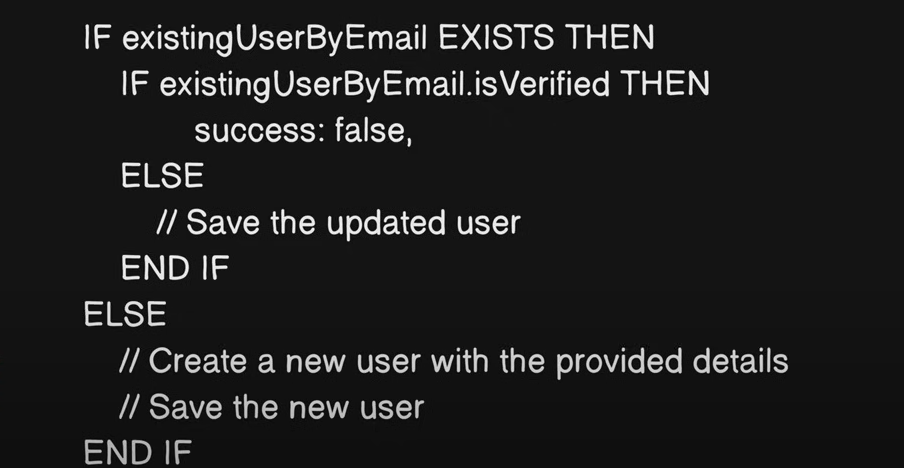 IF existingUserByEmail EXISTS THEN
IF existingUserByEmail.isVerified THEN
success: false,
ELSE
// Save the updated user
END IF
ELSE
// Create a new user with the provided details
// Save the new user
END IF